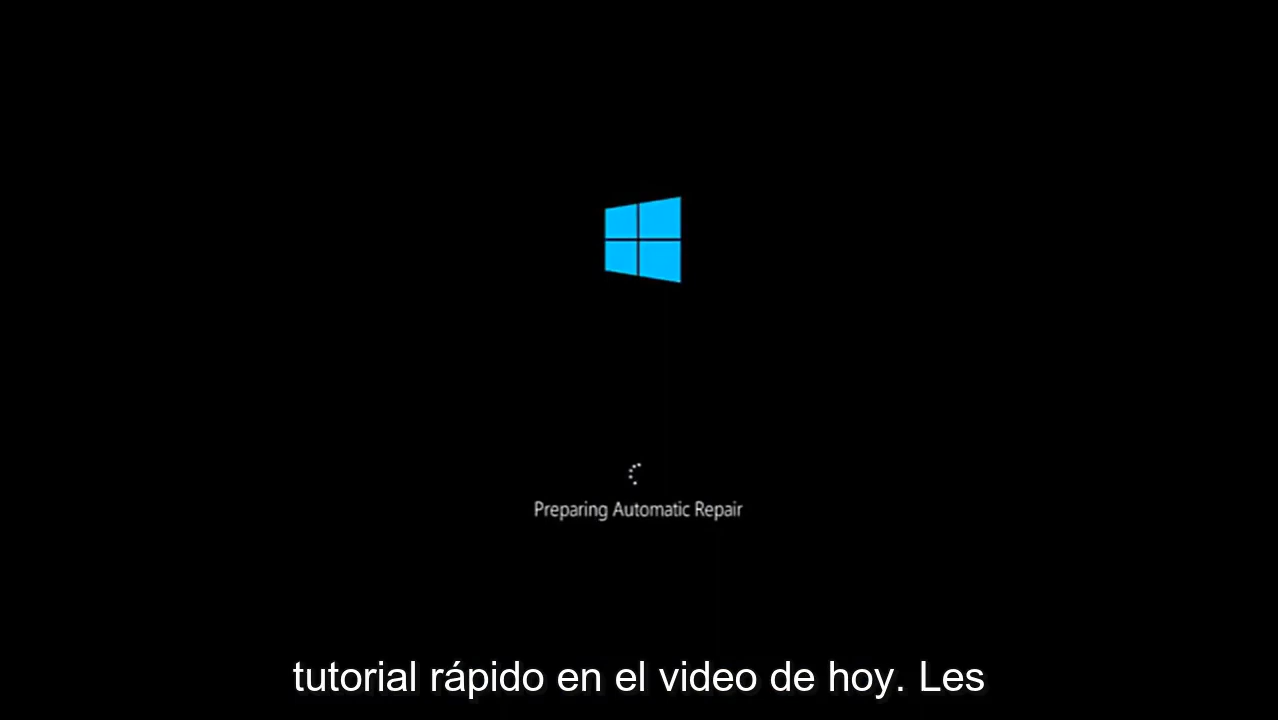 Preparing Automatic Repair
tutorial rápido en el video de hoy. Les